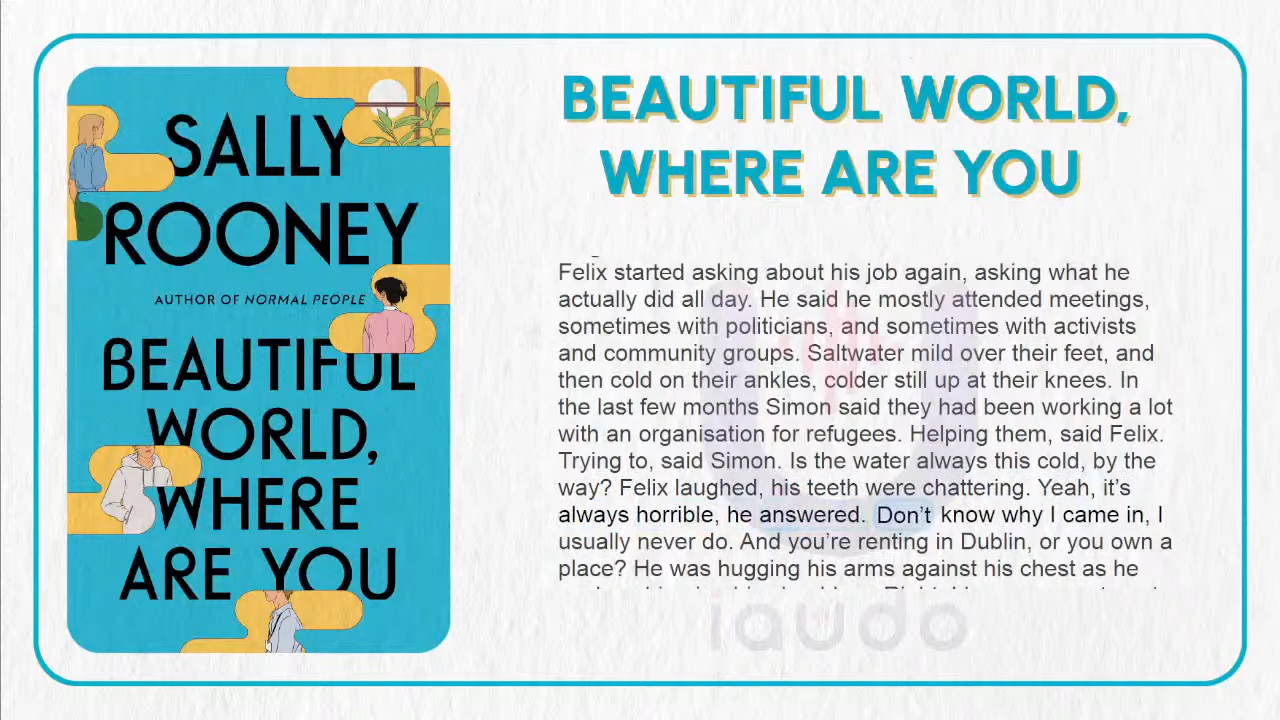 SALLY
ROONEY
AUTHOR OF NORMAL PEOPLE
BEAUTIFUL
WORLD,
WHERE
ARE YOU
BEAUTIFUL WORLD,
WHERE ARE YOU
Felix started asking about his job again, asking what he
actually did all day. He said he mostly attended meetings,
sometimes with politicians, and sometimes with activists
and community groups. Saltwater mild over their feet, and
then cold on their ankles, colder still up at their knees. In
the last few months Simon said they had been working a lot
with an organisation for refugees. Helping them, said Felix.
Trying to, said Simon. Is the water always this cold, by the
way? Felix laughed, his teeth were chattering. Yeah, it’s
always horrible, he answered. Don’t know why I came in, I
usually never do. And you’re renting in Dublin, or you own a
place? He was hugging his arms against his chest as he
iaudo